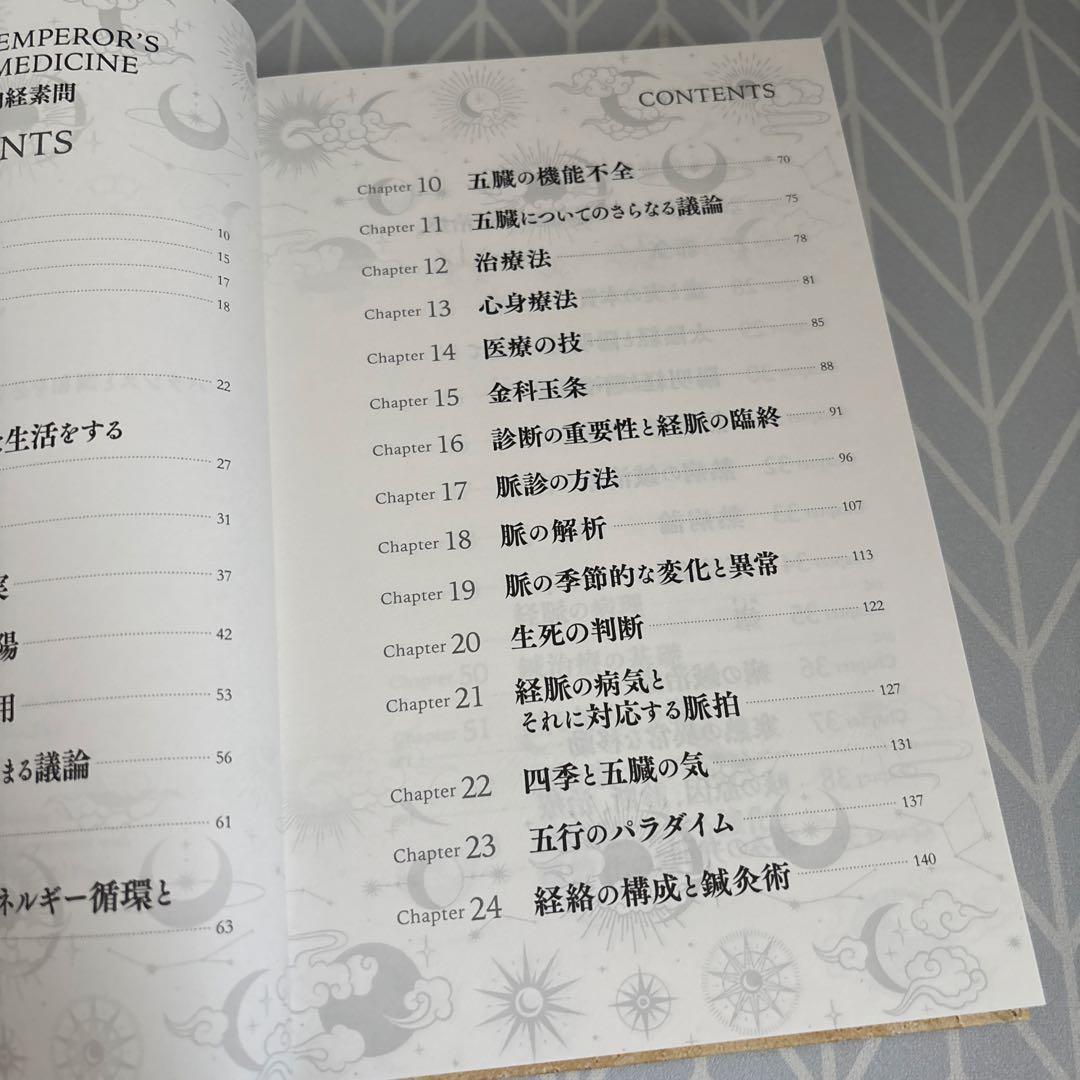 EMPEROR'S
MEDICINE
経素問
NTS
10
15
17
18
22
生活をする
27
31
37
陽
42
用
53
まる議論
56
61
ネルギー循環と
63
CONTENTS
Chapter 10 五臓の機能不全 70
Chapter 11 五臓についてのさらなる議論 75
Chapter 12 治療法 78
Chapter 13 心身療法 81
Chapter 14 医療の技 85
Chapter 15 金科玉条 88
Chapter 16 診断の重要性と経脈の臨終 91
Chapter 17 脈診の方法 96
Chapter 18 脈の解析 107
Chapter 19 脈の季節的な変化と異常 113
Chapter 20 生死の判断 122
Chapter 21 経脈の病気と
それに対応する脈拍 127
Chapter 22 四季と五臓の気 131
Chapter 23 五行のパラダイム 137
Chapter 24 経絡の構成と鍼灸術 140